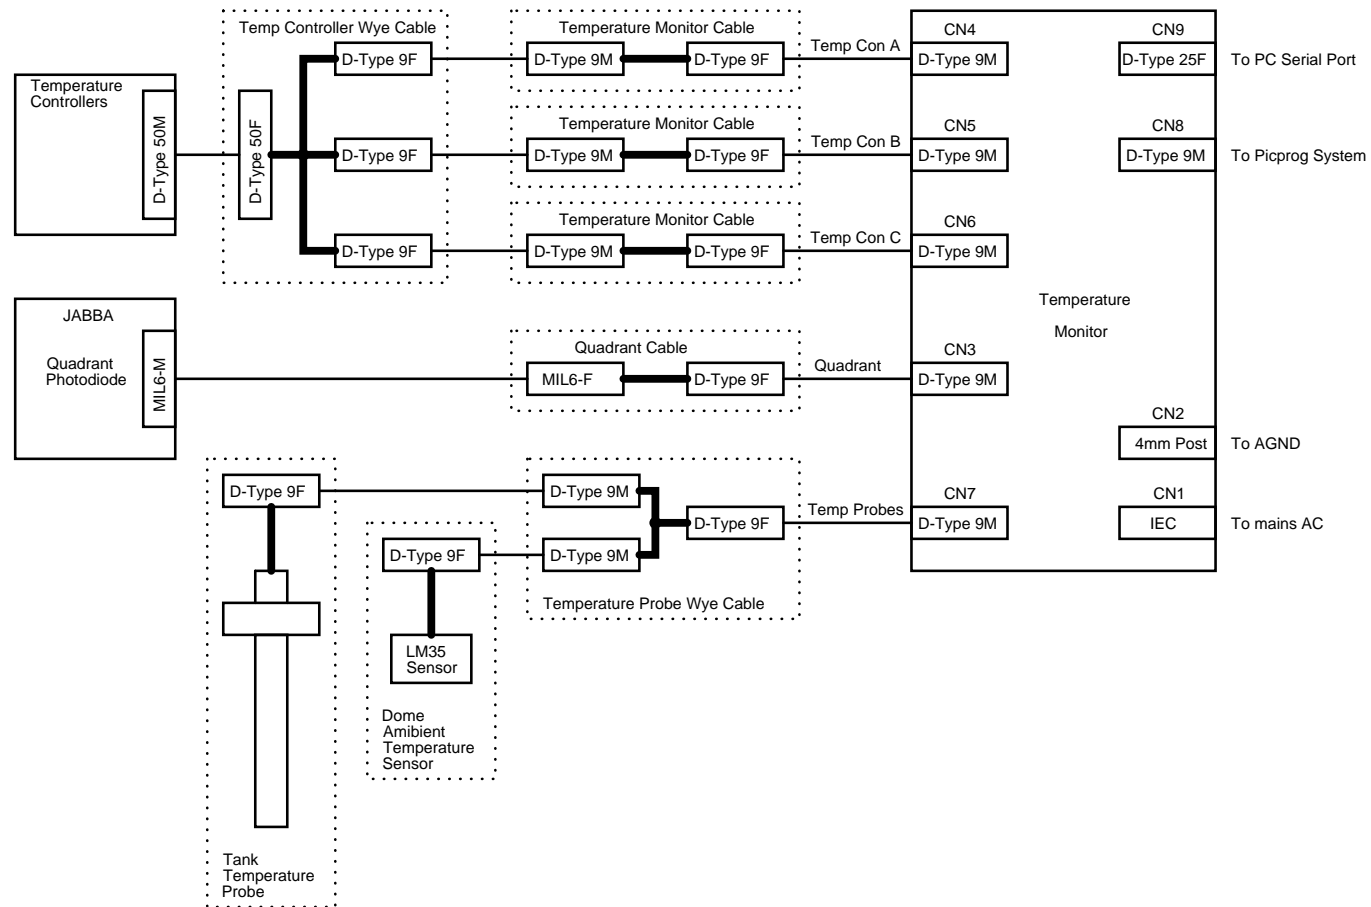 Temp Controller Wye Cable
Temperature Monitor Cable
CN4
CN9
D-Type 9F
D-Type 9M
D-Type 9F
Temp Con A
D-Type 9M
D-Type 25F
To PC Serial Port
Temperature
Controllers
D-Type 50M
D-Type 50F
Temperature Monitor Cable
CN5
CN8
D-Type 9F
D-Type 9M
D-Type 9F
Temp Con B
D-Type 9M
D-Type 9M
To Picprog System
Temperature Monitor Cable
CN6
D-Type 9F
D-Type 9M
D-Type 9F
Temp Con C
D-Type 9M
Temperature
Monitor
JABBA
Quadrant
Photodiode
MIL6-M
Quadrant Cable
MIL6-F
D-Type 9F
Quadrant
CN3
D-Type 9M
CN2
4mm Post
To AGND
D-Type 9F
D-Type 9M
CN7
CN1
D-Type 9F
Temp Probes
D-Type 9M
IEC
To mains AC
D-Type 9F
D-Type 9M
Temperature Probe Wye Cable
LM35
Sensor
Dome
Amibient
Temperature
Sensor
Tank
Temperature
Probe